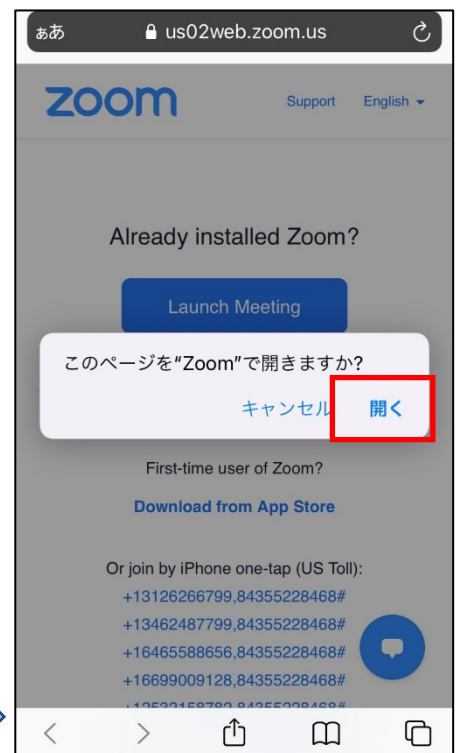 ああ us02web.zoom.us
zoom Support English
Already installed Zoom?
Launch Meeting
このページを“Zoom”で開きますか?
キャンセル 開く
First-time user of Zoom?
Download from App Store
Or join by iPhone one-tap (US Toll):
+13126266799,84355228468#
+13462487799,84355228468#
+16465588656,84355228468#
+16699009128,84355228468#
+12532158782,84355228468#